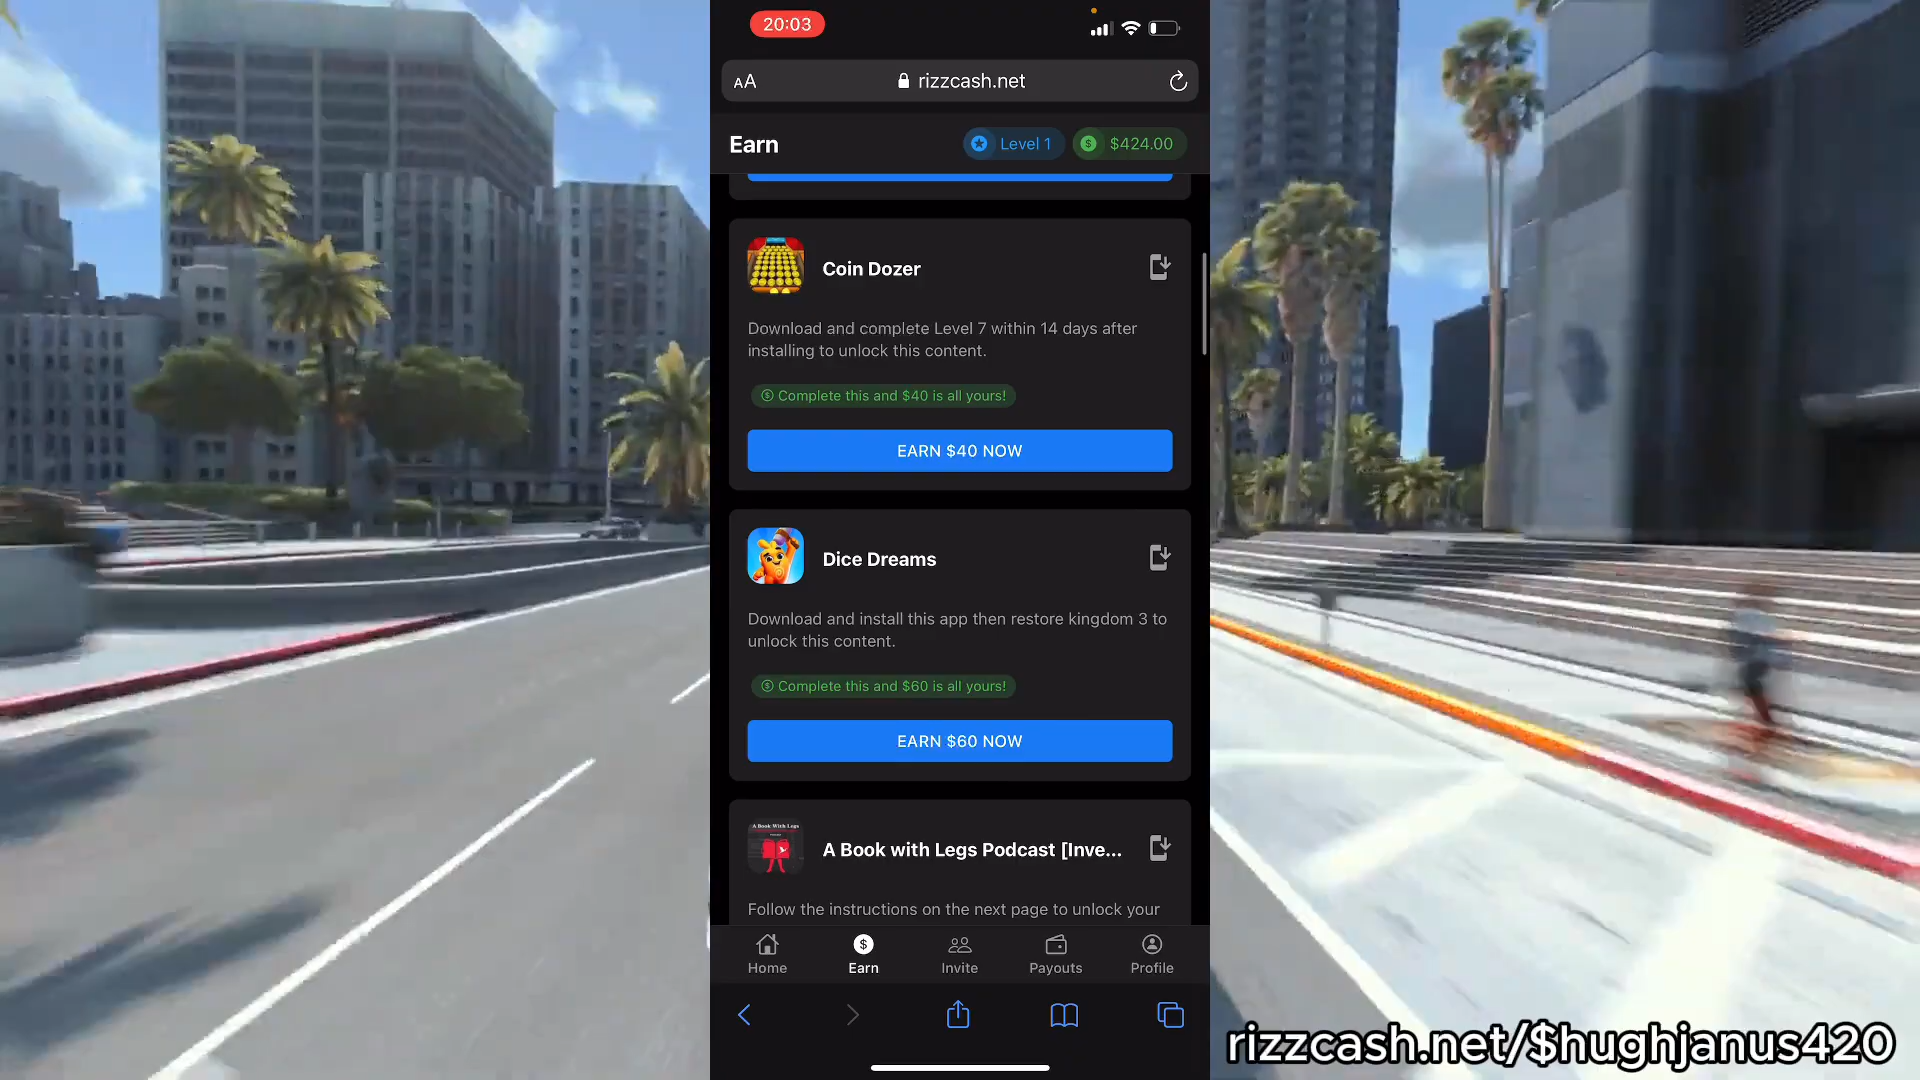 20:03
AA
rizzcash.net
Earn
Level 1
$424.00
Coin Dozer
Download and complete Level 7 within 14 days after
installing to unlock this content.
Complete this and $40 is all yours!
EARN $40 NOW
Dice Dreams
Download and install this app then restore kingdom 3 to
unlock this content.
Complete this and $60 is all yours!
EARN $60 NOW
A Book With Legs
A Book with Legs Podcast [Inve...
Follow the instructions on the next page to unlock your
Home
Earn
Invite
Payouts
Profile
rizzcash.net/$hughjanus420